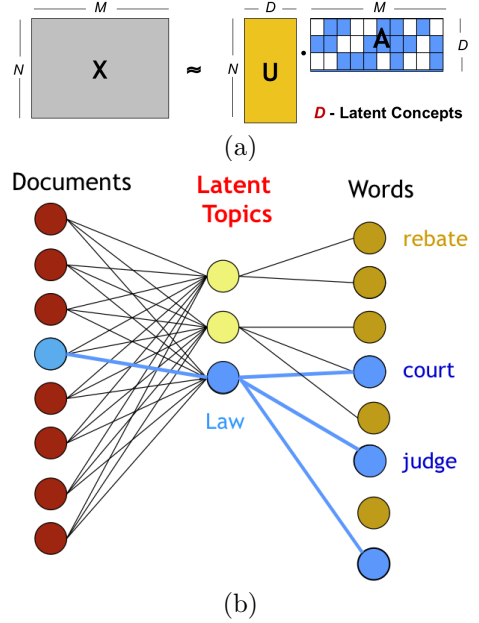 M
D
M
N
X
≈
N
U
·
A
D
D - Latent Concepts
(a)
Documents
Latent
Topics
Words
rebate
court
Law
judge
(b)